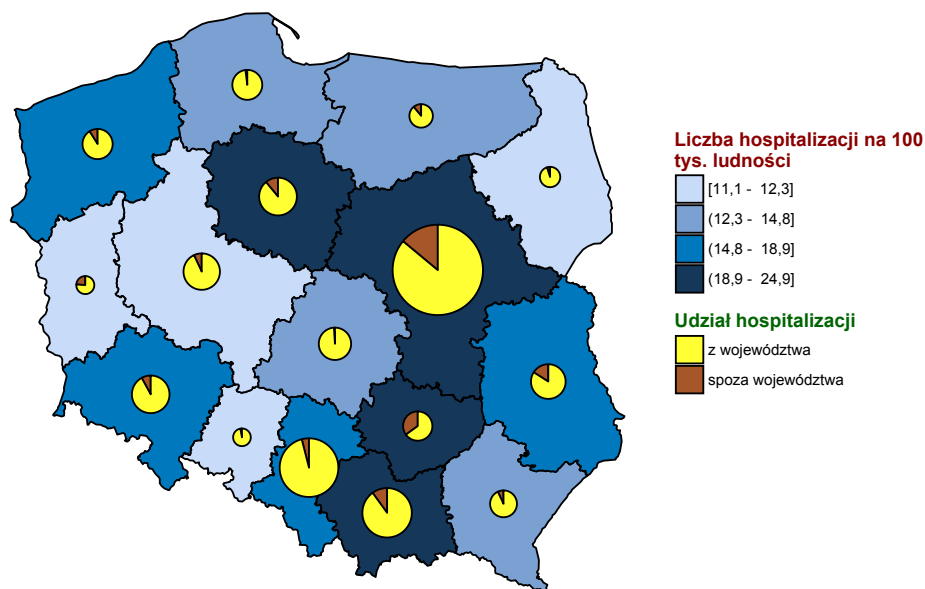 Liczba hospitalizacji na 100
tys. ludności
[11,1 - 12,3]
(12,3 - 14,8]
(14,8 - 18,9]
(18,9 - 24,9]
Udział hospitalizacji
z województwa
spoza województwa